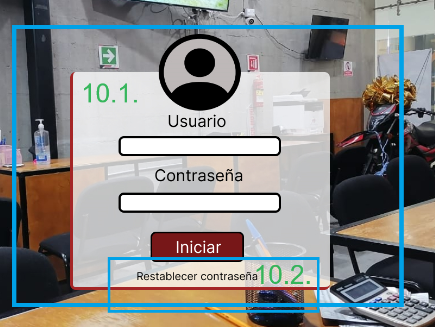 10.1.
Usuario
Contraseña
Iniciar
Restablecer contraseña 10.2.